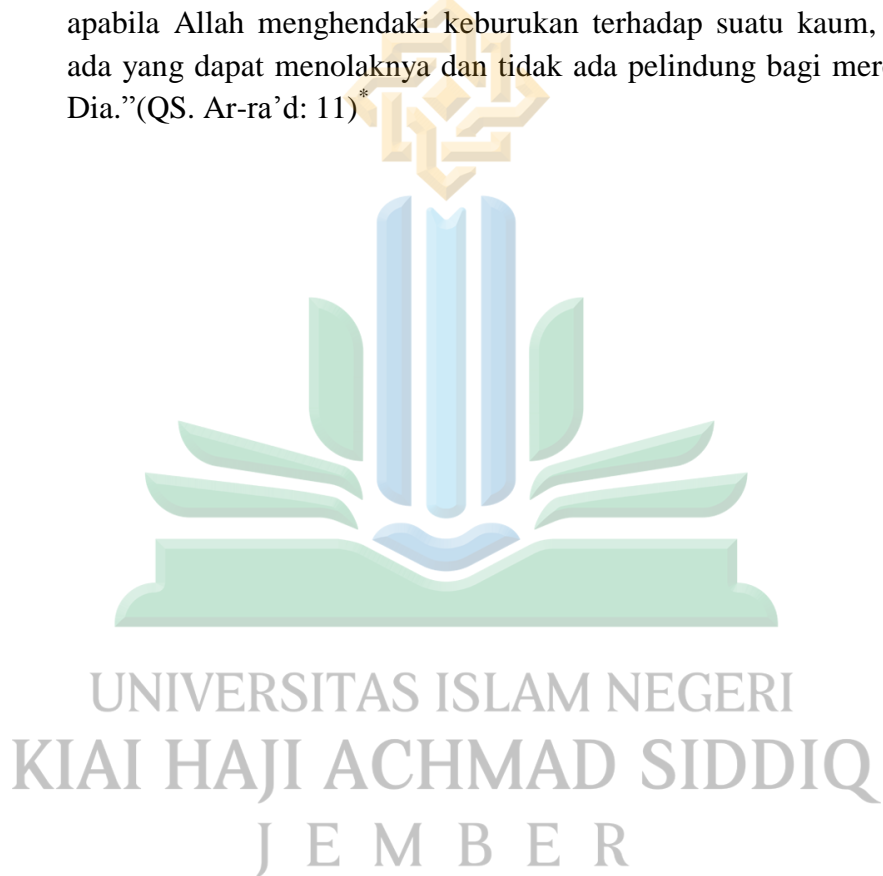 apabila Allah menghendaki keburukan terhadap suatu kaum,
ada yang dapat menolaknya dan tidak ada pelindung bagi
Dia.”(QS. Ar-ra’d: 11)*
UNIVERSITAS ISLAM NEGERI
KIAI HAJI ACHMAD SIDDIQ
J E M B E R